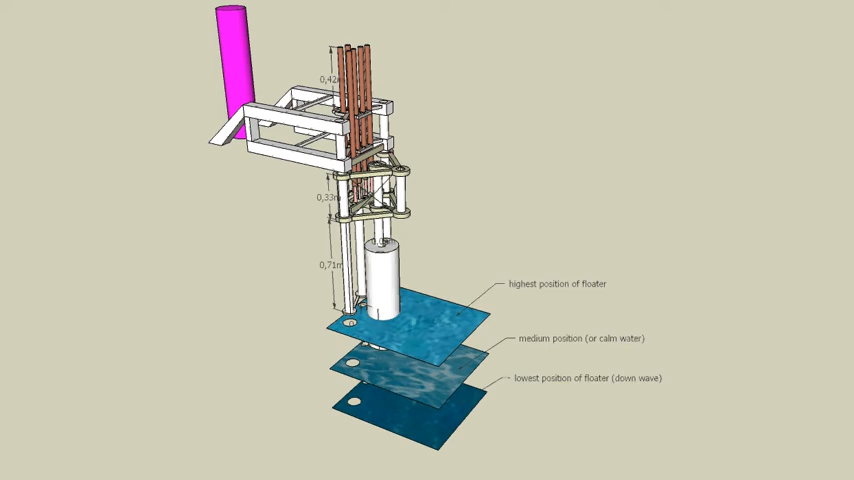 0,42m
0,33m
0,71m
highest position of floater
medium position (or calm water)
lowest position of floater (down wave)